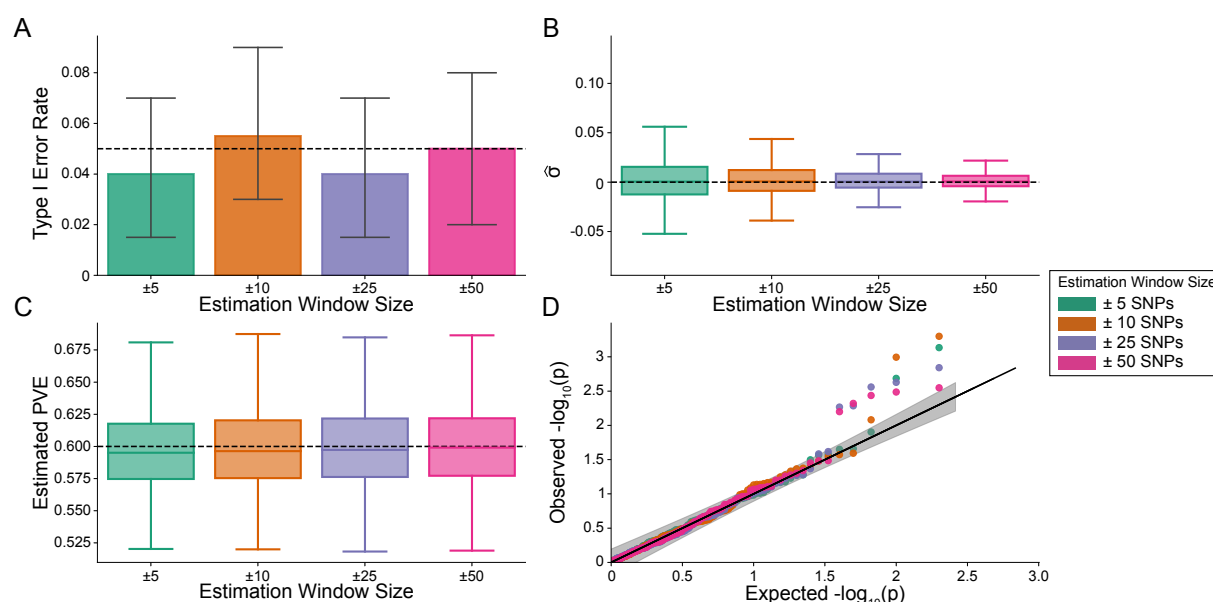 A
Type I Error Rate
0.08
0.06
0.04
0.02
0
±5
±10
±25
±50
Estimation Window Size
B
σ̂
0.10
0.05
0
-0.05
±5
±10
±25
±50
Estimation Window Size
C
Estimated PVE
0.675
0.650
0.625
0.600
0.575
0.550
0.525
±5
±10
±25
±50
Estimation Window Size
D
Observed -log₁₀(p)
3
2.5
2
1.5
1
0.5
0
0
0.5
1
1.5
2
2.5
3.0
Expected -log₁₀(p)
Estimation Window Size
± 5 SNPs
± 10 SNPs
± 25 SNPs
± 50 SNPs